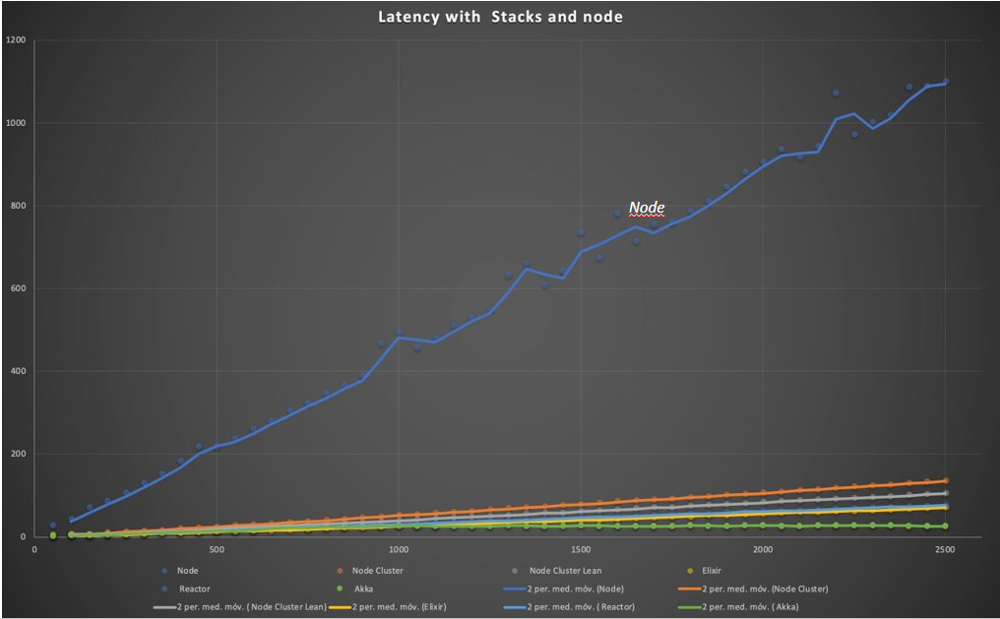 Latency with Stacks and node
1200
1000
800
600
400
200
0
Node
0 500 1000 1500 2000 2500
Node Node Cluster Node Cluster Lean Elixir
Reactor Akka 2 per. med. móv. (Node) 2 per. med. móv. (Node Cluster)
2 per. med. móv. ( Node Cluster Lean) 2 per. med. móv. (Elixir) 2 per. med. móv. ( Reactor) 2 per. med. móv. ( Akka)